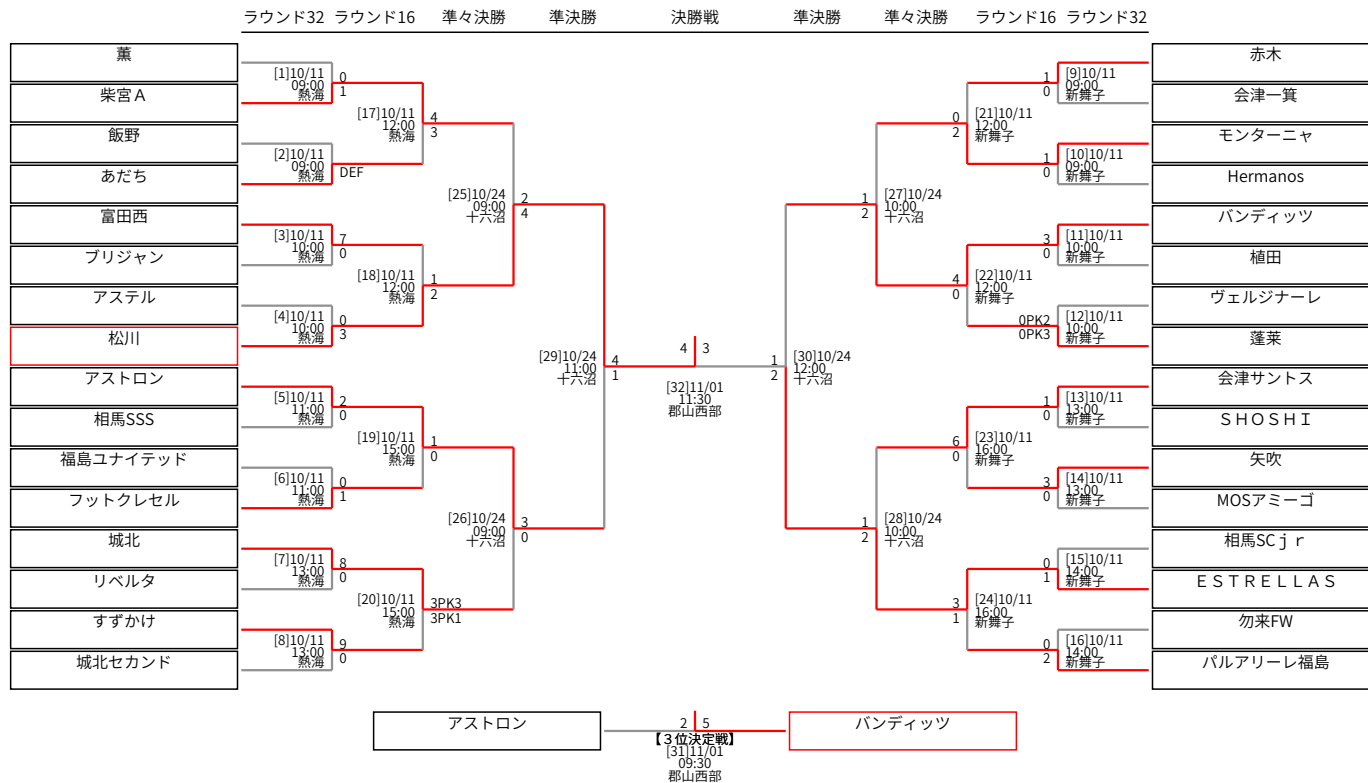 ラウンド32 ラウンド16 準々決勝 準決勝 決勝戦 準決勝 準々決勝 ラウンド16 ラウンド32
薫
柴宮Ａ
飯野
あだち
富田西
ブリジャン
アステル
松川
アストロン
相馬SSS
福島ユナイテッド
フットクレセル
城北
リベルタ
すずかけ
城北セカンド
[1]10/11
09:00
熱海
0
1
[2]10/11
09:00
熱海
DEF
[3]10/11
10:00
熱海
7
0
[4]10/11
10:00
熱海
0
3
[5]10/11
11:00
熱海
2
0
[6]10/11
11:00
熱海
0
1
[7]10/11
13:00
熱海
8
0
[8]10/11
13:00
熱海
9
0
[17]10/11
12:00
熱海
4
3
[18]10/11
12:00
熱海
1
2
[19]10/11
15:00
熱海
1
0
[20]10/11
15:00
熱海
3PK3
3PK1
[25]10/24
09:00
十六沼
2
4
[26]10/24
09:00
十六沼
3
0
[29]10/24
11:00
十六沼
4
1
4 3
[32]11/01
11:30
郡山西部
1
2
[30]10/24
12:00
十六沼
1
2
[27]10/24
10:00
十六沼
1
2
[28]10/24
10:00
十六沼
0
2
[21]10/11
12:00
新舞子
4
0
[22]10/11
12:00
新舞子
6
0
[23]10/11
16:00
新舞子
3
1
[24]10/11
16:00
新舞子
1
0
[9]10/11
09:00
新舞子
1
0
[10]10/11
09:00
新舞子
3
0
[11]10/11
10:00
新舞子
0PK2
0PK3
[12]10/11
10:00
新舞子
1
0
[13]10/11
13:00
新舞子
3
0
[14]10/11
13:00
新舞子
0
1
[15]10/11
14:00
新舞子
0
2
[16]10/11
14:00
新舞子
赤木
会津一箕
モンターニャ
Hermanos
バンディッツ
植田
ヴェルジナーレ
蓬莱
会津サントス
ＳＨＯＳＨＩ
矢吹
MOSアミーゴ
相馬SCｊｒ
ＥＳＴＲＥＬＬＡＳ
勿来FW
パルアリーレ福島
アストロン
2 5
バンディッツ
【３位決定戦】
[31]11/01
09:30
郡山西部